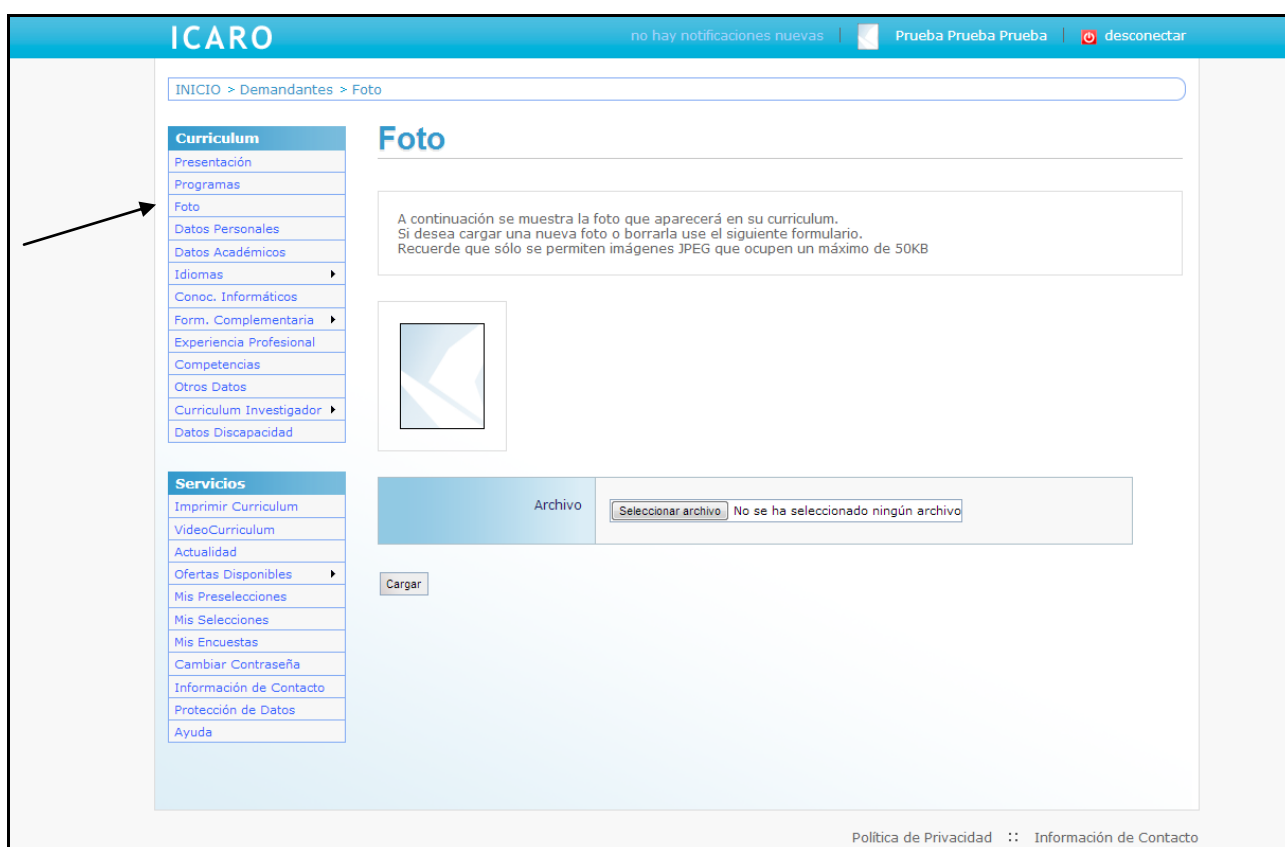 ICARO
no hay notificaciones nuevas
Prueba Prueba Prueba
desconectar
INICIO > Demandantes > Foto
Curriculum
Presentación
Programas
Foto
Datos Personales
Datos Académicos
Idiomas
Conoc. Informáticos
Form. Complementaria
Experiencia Profesional
Competencias
Otros Datos
Curriculum Investigador
Datos Discapacidad
Servicios
Imprimir Curriculum
VideoCurriculum
Actualidad
Ofertas Disponibles
Mis Preselecciones
Mis Selecciones
Mis Encuestas
Cambiar Contraseña
Información de Contacto
Protección de Datos
Ayuda
Foto
A continuación se muestra la foto que aparecerá en su curriculum.
Si desea cargar una nueva foto o borrarla use el siguiente formulario.
Recuerde que sólo se permiten imágenes JPEG que ocupen un máximo de 50KB
Archivo
Seleccionar archivo No se ha seleccionado ningún archivo
Cargar
Política de Privacidad :: Información de Contacto